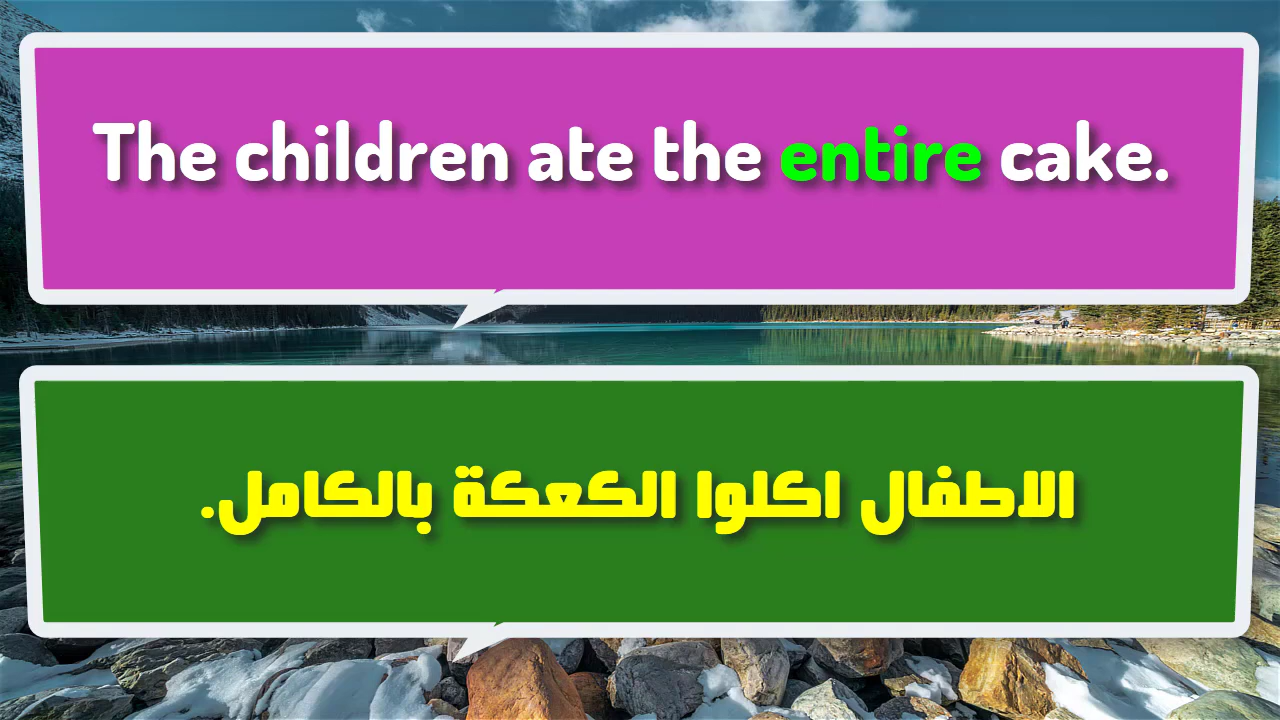 The children ate the entire cake.
الاطفال اكلوا الكعكة بالكامل.